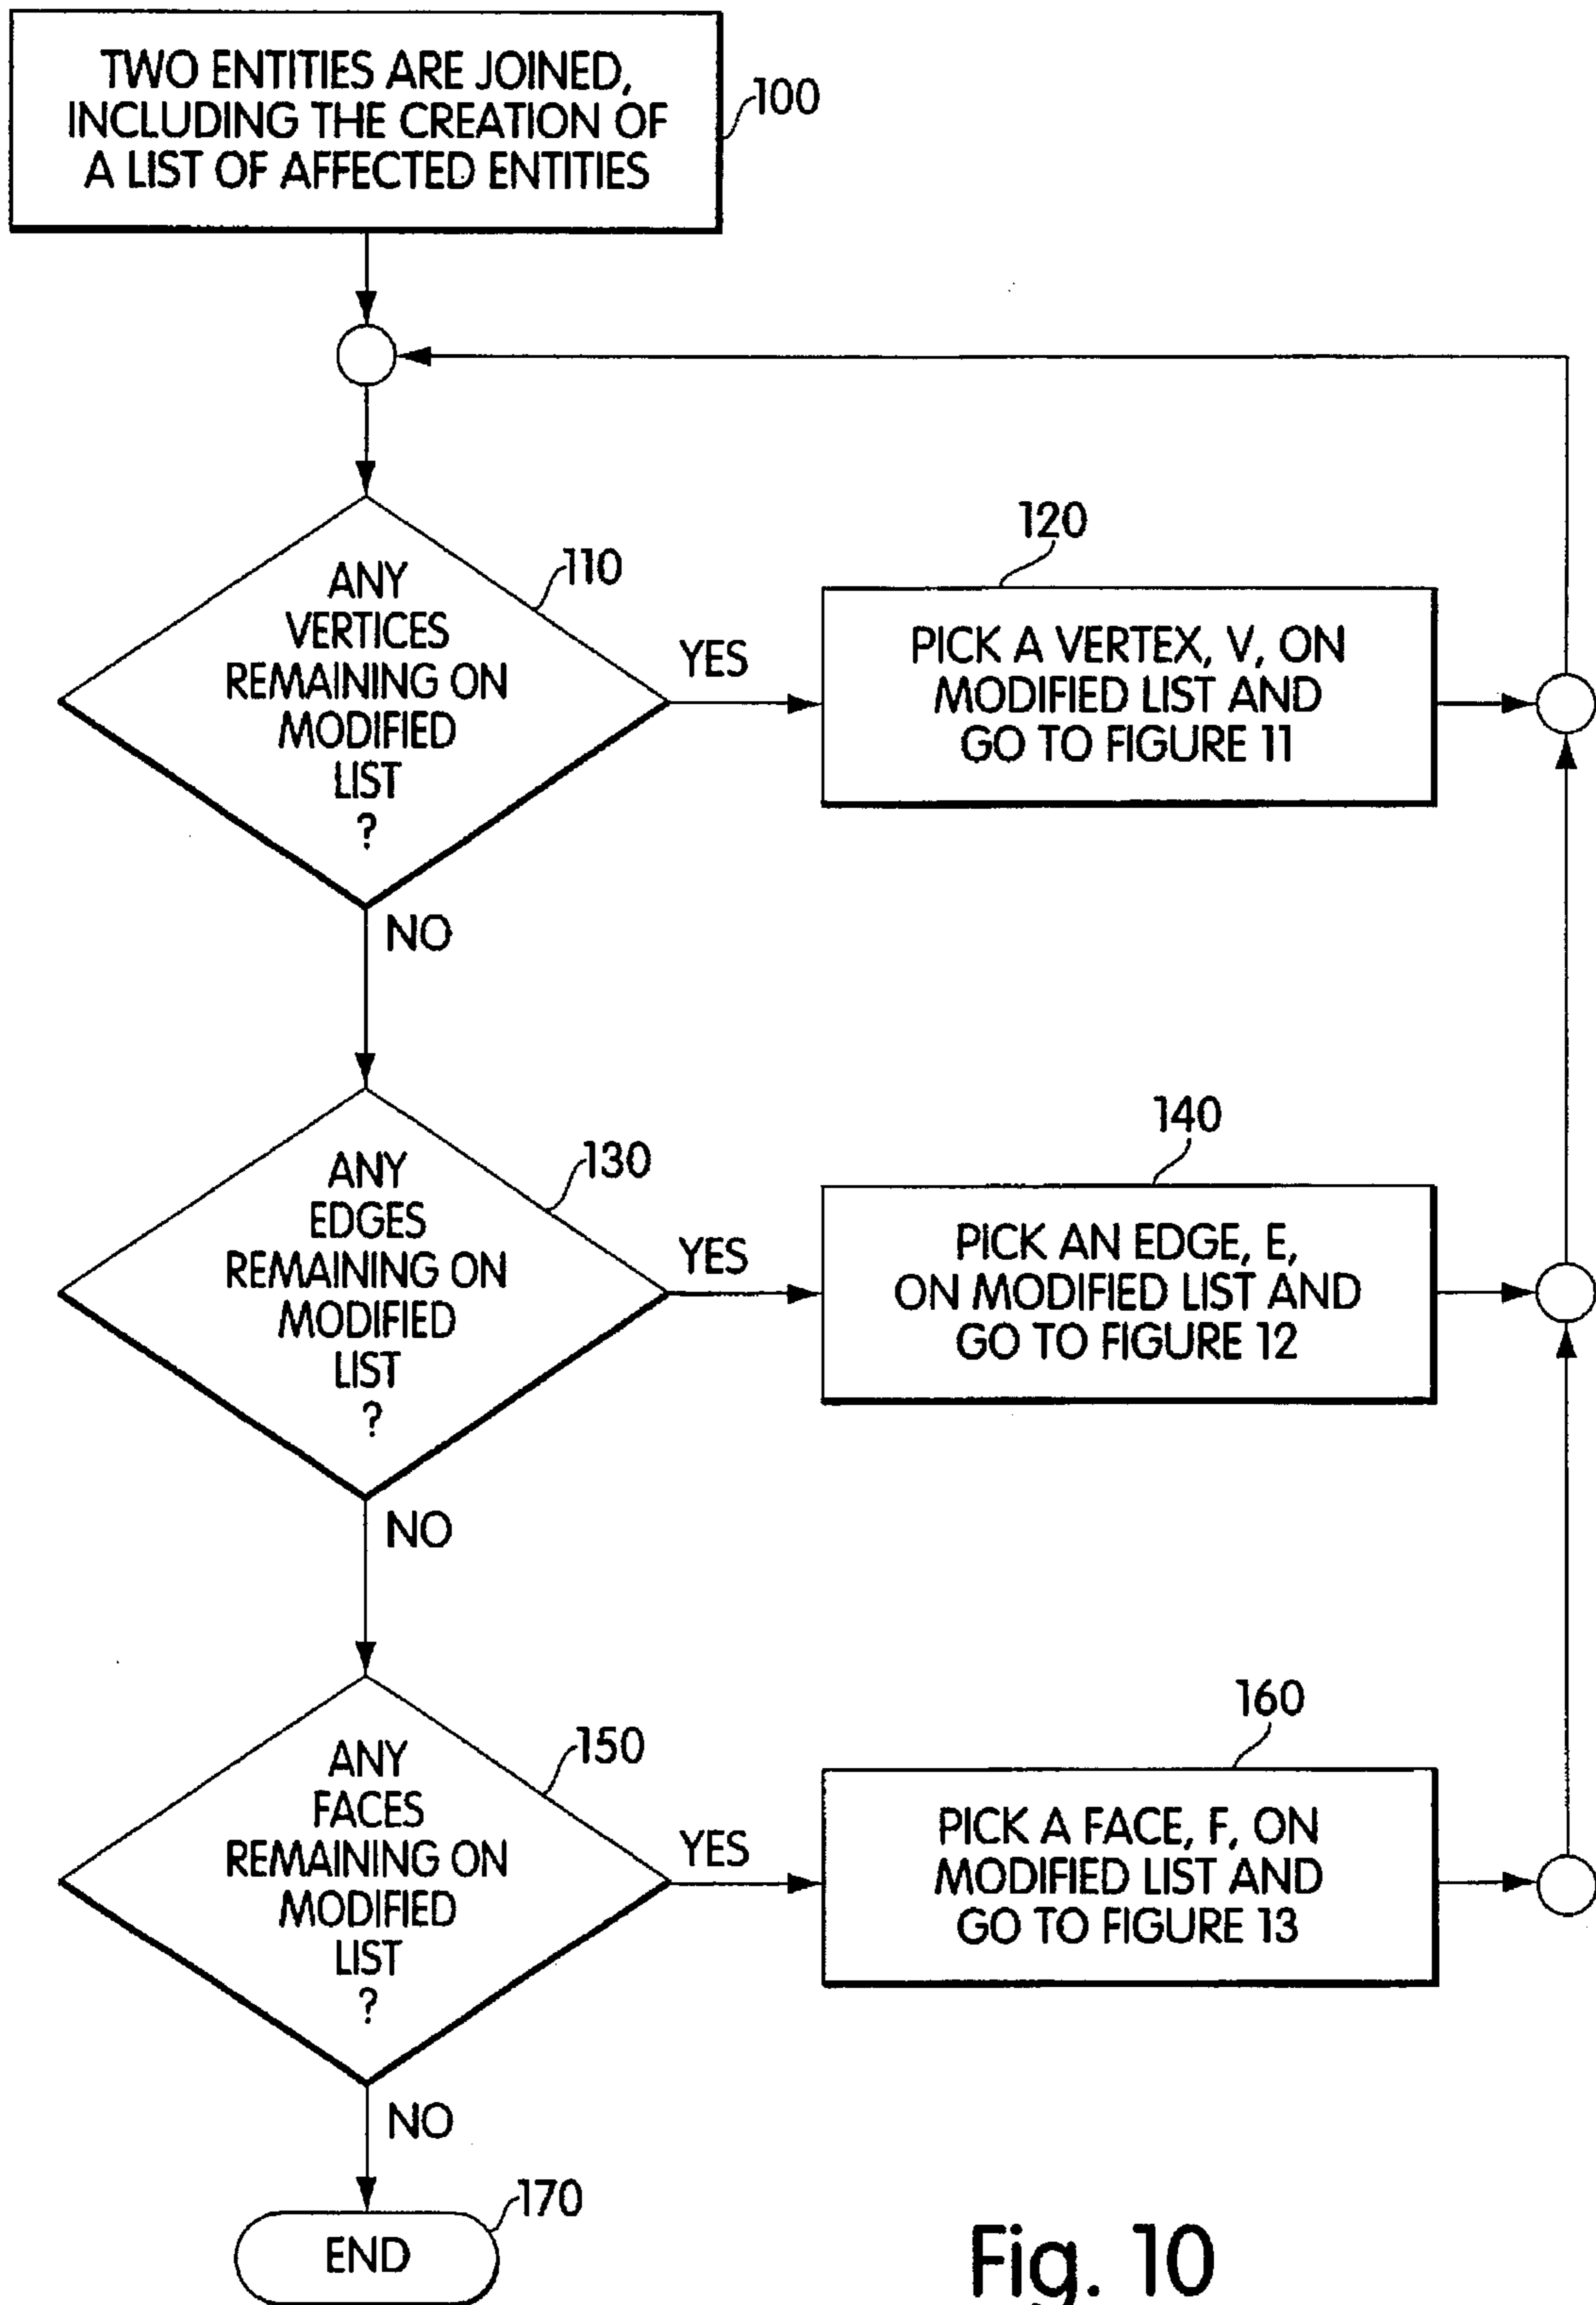 TWO ENTITIES ARE JOINED,
INCLUDING THE CREATION OF
A LIST OF AFFECTED ENTITIES
100
ANY
VERTICES
REMAINING ON
MODIFIED
LIST
?
110
YES
NO
120
PICK A VERTEX, V, ON
MODIFIED LIST AND
GO TO FIGURE 11
ANY
EDGES
REMAINING ON
MODIFIED
LIST
?
130
YES
NO
140
PICK AN EDGE, E,
ON MODIFIED LIST AND
GO TO FIGURE 12
ANY
FACES
REMAINING ON
MODIFIED
LIST
?
150
YES
NO
160
PICK A FACE, F, ON
MODIFIED LIST AND
GO TO FIGURE 13
END
170
Fig. 10